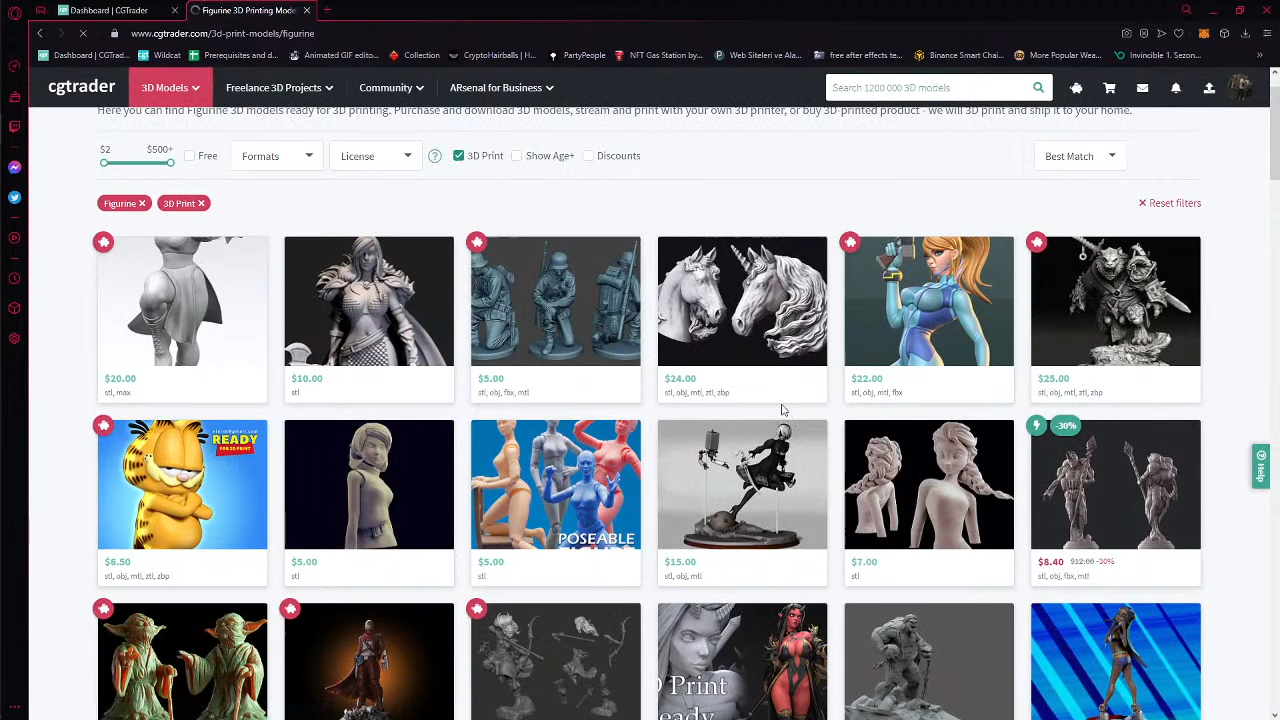 Dashboard | CGTrader
Figurine 3D Printing Mode
www.cgtrader.com/3d-print-models/figurine
Dashboard | CGTrad...
Wildcat
Prerequisites and d...
Animated GIF editor...
Collection
CryptoHairballs | Ho...
PartyPeople
NFT Gas Station by...
Web Siteleri ve Alay...
free after effects te...
Binance Smart Chai...
More Popular We...
Invincible 1. Sezon...
cgtrader
3D Models
Freelance 3D Projects
Community
ARsenal for Business
Search 1200 000 3D models
Here you can find Figurine 3D models ready for 3D printing. Purchase and download 3D models, stream and print with your own 3D printer, or buy 3D printed product - we will 3D print and ship it to your home.
$2
$500+
Free
Formats
License
3D Print
Show Age+
Discounts
Best Match
Figurine
3D Print
Reset filters
$20.00
stl, max
$10.00
stl
$5.00
stl, obj, fbx, mtl
$24.00
stl, obj, mtl, ztl, zbp
$22.00
stl, obj, mtl, fbx
$25.00
stl, obj, mtl, ztl, zbp
READY
FOR 3D PRINT
POSEABLE
FIGURE
-30%
$6.50
stl, obj, mtl, ztl, zbp
$5.00
stl
$5.00
stl
$15.00
stl, obj, mtl
$7.00
stl
$8.40 $12.00 -30%
stl, obj, fbx, mtl
Print
Ready
Help